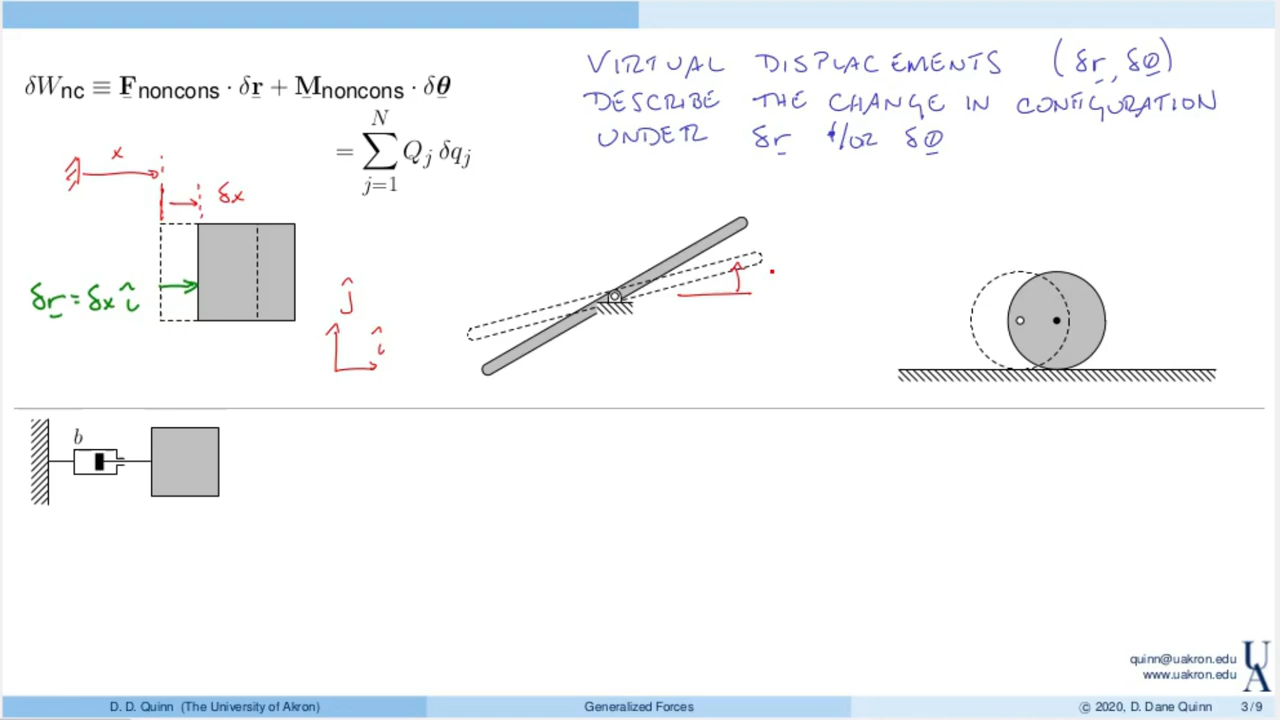 δW_nc ≡ F_noncons · δr + M_noncons · δθ
= ∑_{j=1}^{N} Q_j δq_j
VIRTUAL DISPLACEMENTS (δr, δθ)
DESCRIBE THE CHANGE IN CONFIGURATION
UNDER δr &/OR δθ
x
δx
δr = δx î
ĵ
î
b
quinn@uakron.edu
www.uakron.edu
UA
D. D. Quinn (The University of Akron)
Generalized Forces
© 2020, D. Dane Quinn
3 / 9